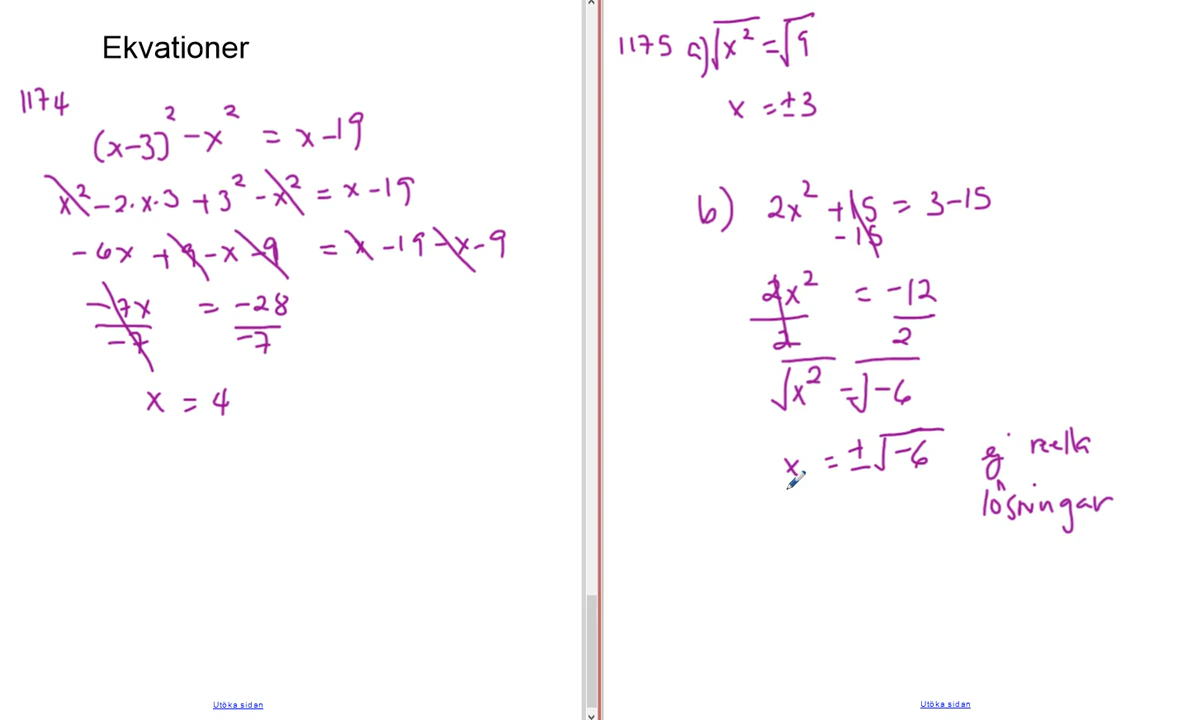 Ekvationer
1174
(x-3)² - x² = x - 19
x² - 2·x·3 + 3² - x² = x - 19
-6x + 9 - x - 9 = x - 19 - x - 9
-7x = -28
-7 -7
x = 4
Utöka sidan
1175 a) √x² = √9
x = ±3
b) 2x² + 15 = 3 - 15
-15
2x² = -12
2 2
√x² = √-6
x = ±√-6 ej reella
lösningar
Utöka sidan